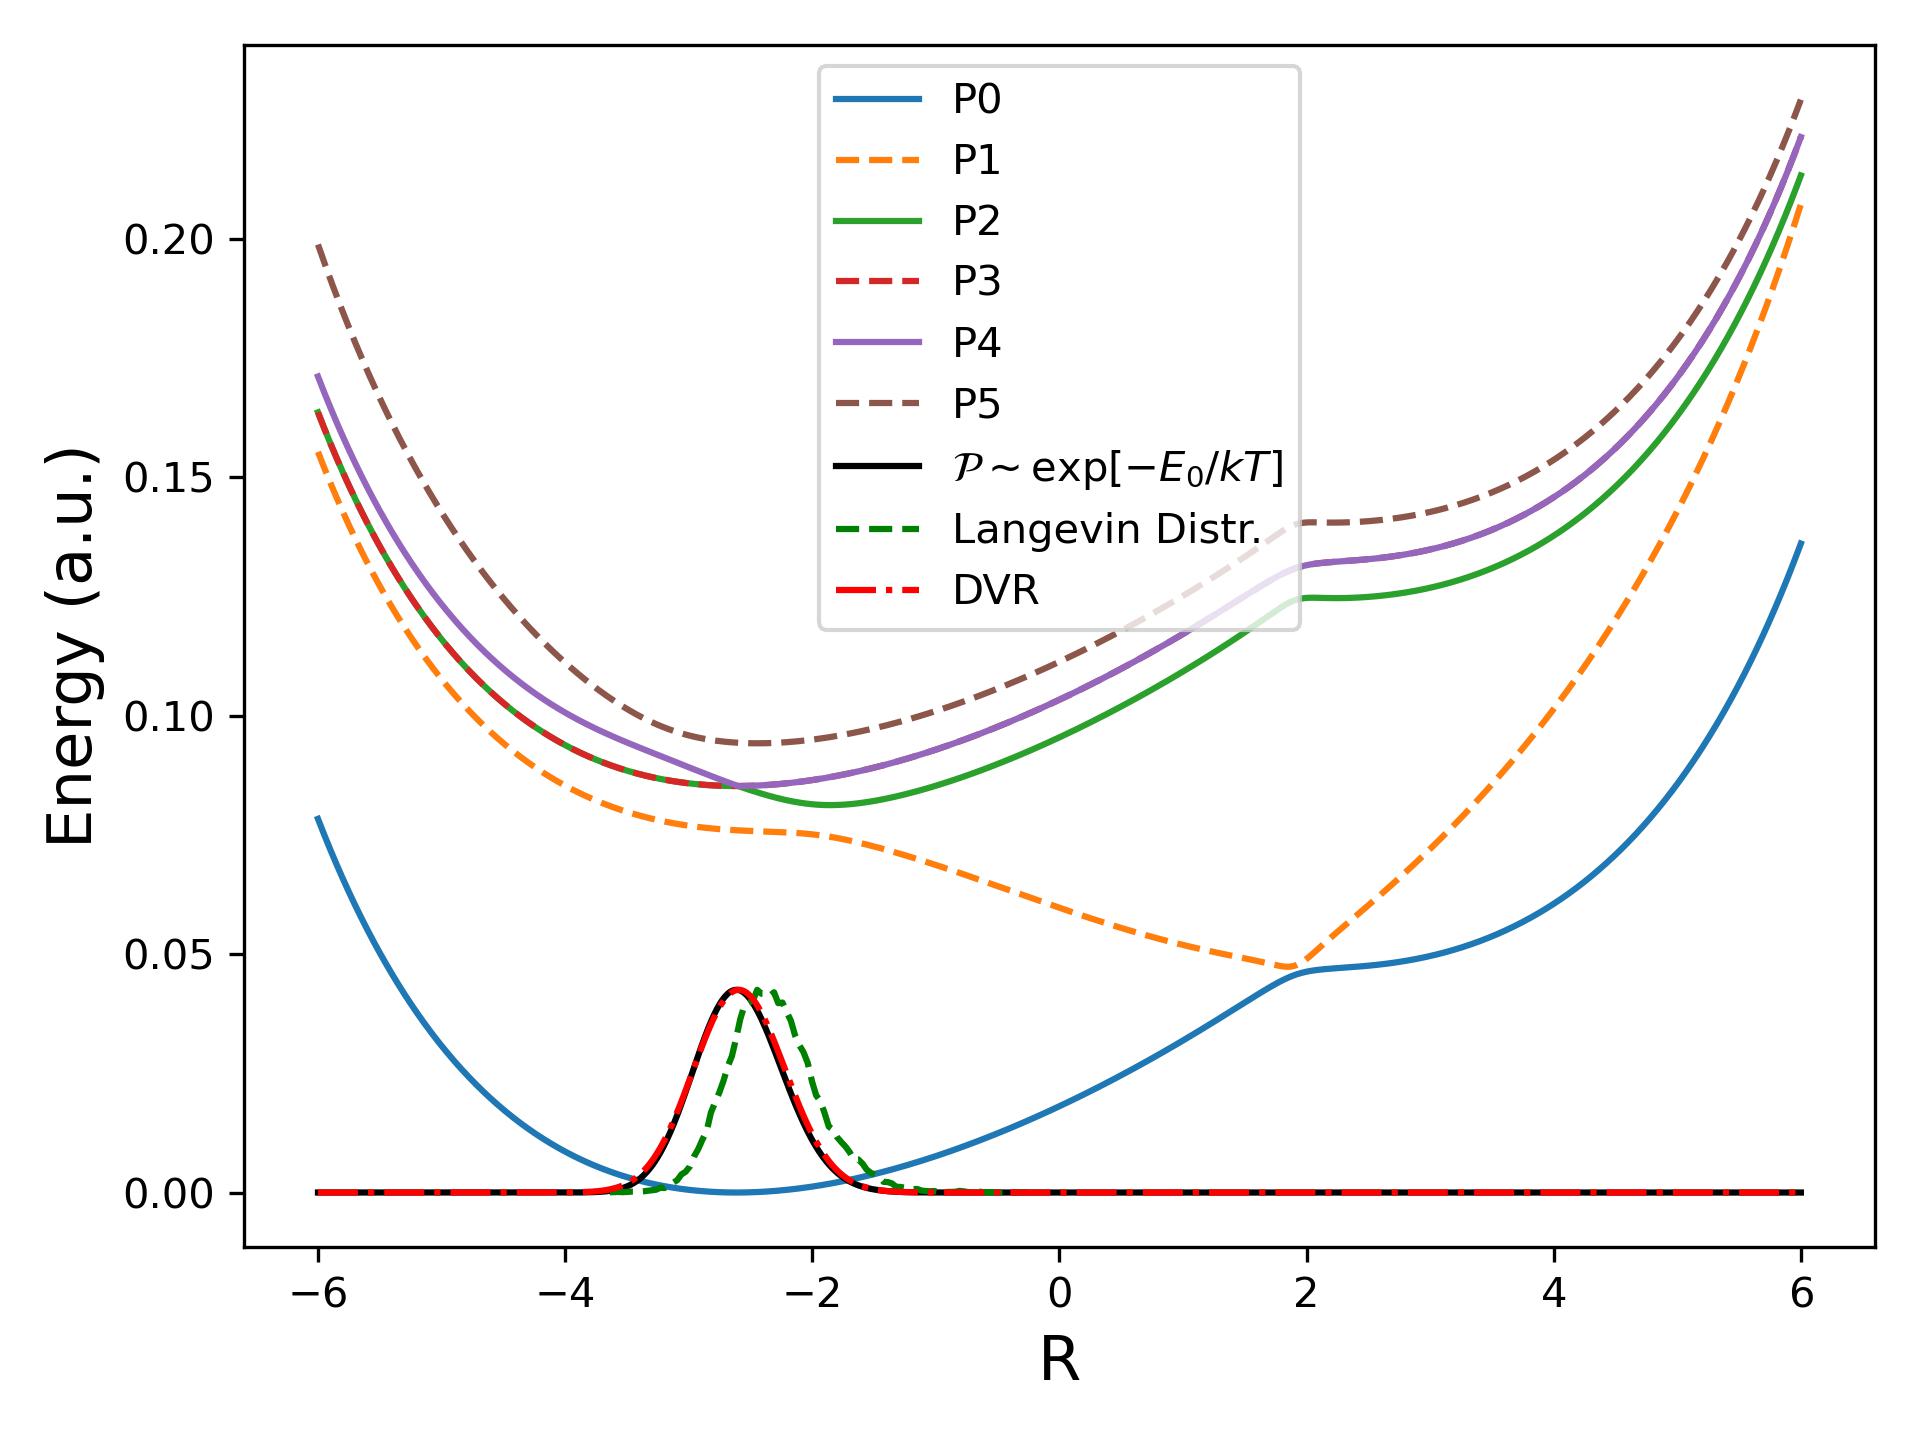 P0
P1
P2
P3
P4
P5
𝒫 ~ exp[−E₀/kT]
Langevin Distr.
DVR
Energy (a.u.)
0.20
0.15
0.10
0.05
0.00
−6 −4 −2 0 2 4 6
R